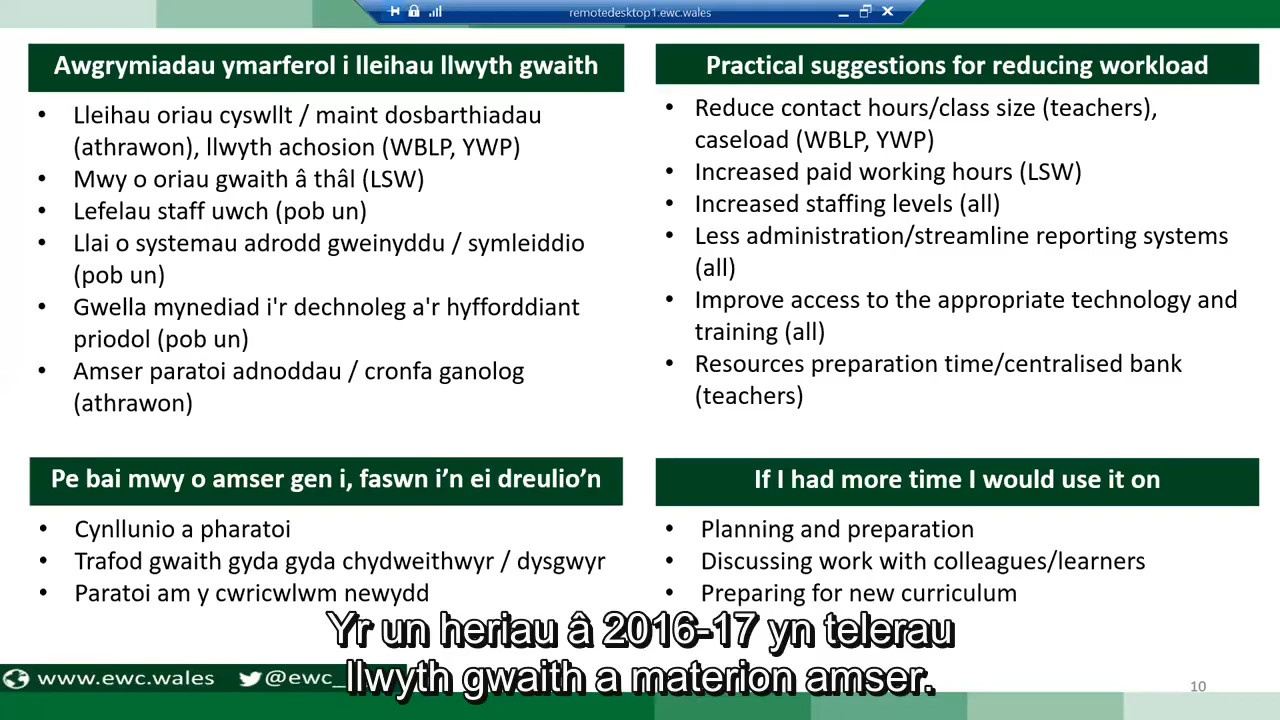 remotedesktop1.ewc.wales
Awgrymiadau ymarferol i lleihau llwyth gwaith
• Lleihau oriau cyswllt / maint dosbarthiadau
(athrawon), llwyth achosion (WBLP, YWP)
• Mwy o oriau gwaith â thâl (LSW)
• Lefelau staff uwch (pob un)
• Llai o systemau adrodd gweinyddu / symleiddio
(pob un)
• Gwella mynediad i'r dechnoleg a'r hyfforddiant
priodol (pob un)
• Amser paratoi adnoddau / cronfa ganolog
(athrawon)
Practical suggestions for reducing workload
• Reduce contact hours/class size (teachers),
caseload (WBLP, YWP)
• Increased paid working hours (LSW)
• Increased staffing levels (all)
• Less administration/streamline reporting systems
(all)
• Improve access to the appropriate technology and
training (all)
• Resources preparation time/centralised bank
(teachers)
Pe bai mwy o amser gen i, faswn i’n ei dreulio’n
• Cynllunio a pharatoi
• Trafod gwaith gyda gyda chydweithwyr / dysgwyr
• Paratoi am y cwricwlwm newydd
If I had more time I would use it on
• Planning and preparation
• Discussing work with colleagues/learners
• Preparing for new curriculum
Yr un heriau â 2016-17 yn telerau
llwyth gwaith a materion amser.
www.ewc.wales @ewc_
10